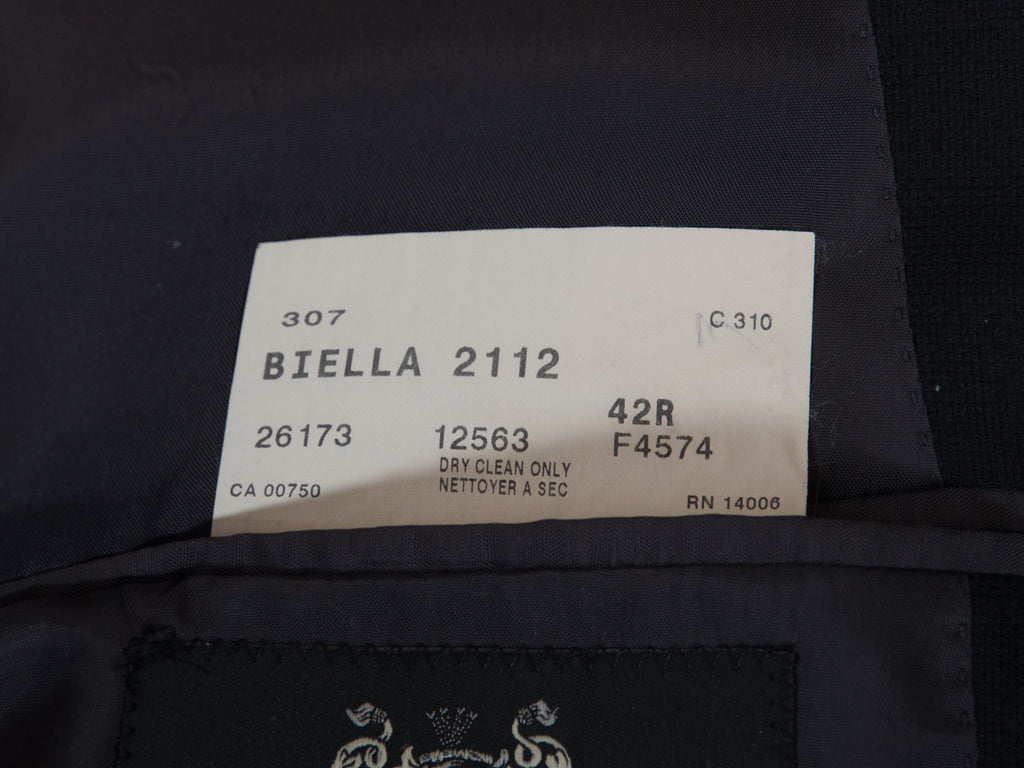 307 C 310
BIELLA 2112
42R
26173 12563 F4574
DRY CLEAN ONLY
NETTOYER A SEC
CA 00750 RN 14006